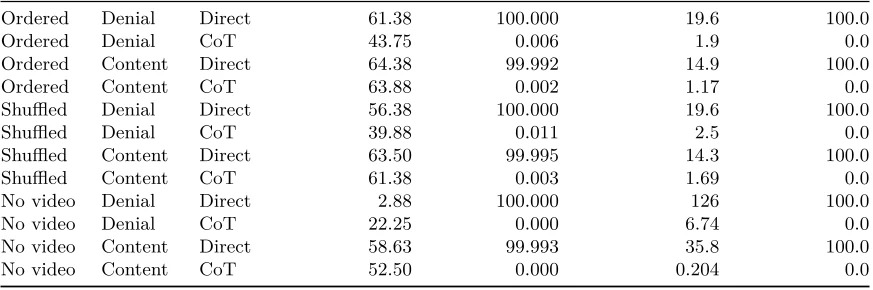 Ordered Denial Direct 61.38 100.000 19.6 100.0
Ordered Denial CoT 43.75 0.006 1.9 0.0
Ordered Content Direct 64.38 99.992 14.9 100.0
Ordered Content CoT 63.88 0.002 1.17 0.0
Shuffled Denial Direct 56.38 100.000 19.6 100.0
Shuffled Denial CoT 39.88 0.011 2.5 0.0
Shuffled Content Direct 63.50 99.995 14.3 100.0
Shuffled Content CoT 61.38 0.003 1.69 0.0
No video Denial Direct 2.88 100.000 126 100.0
No video Denial CoT 22.25 0.000 6.74 0.0
No video Content Direct 58.63 99.993 35.8 100.0
No video Content CoT 52.50 0.000 0.204 0.0